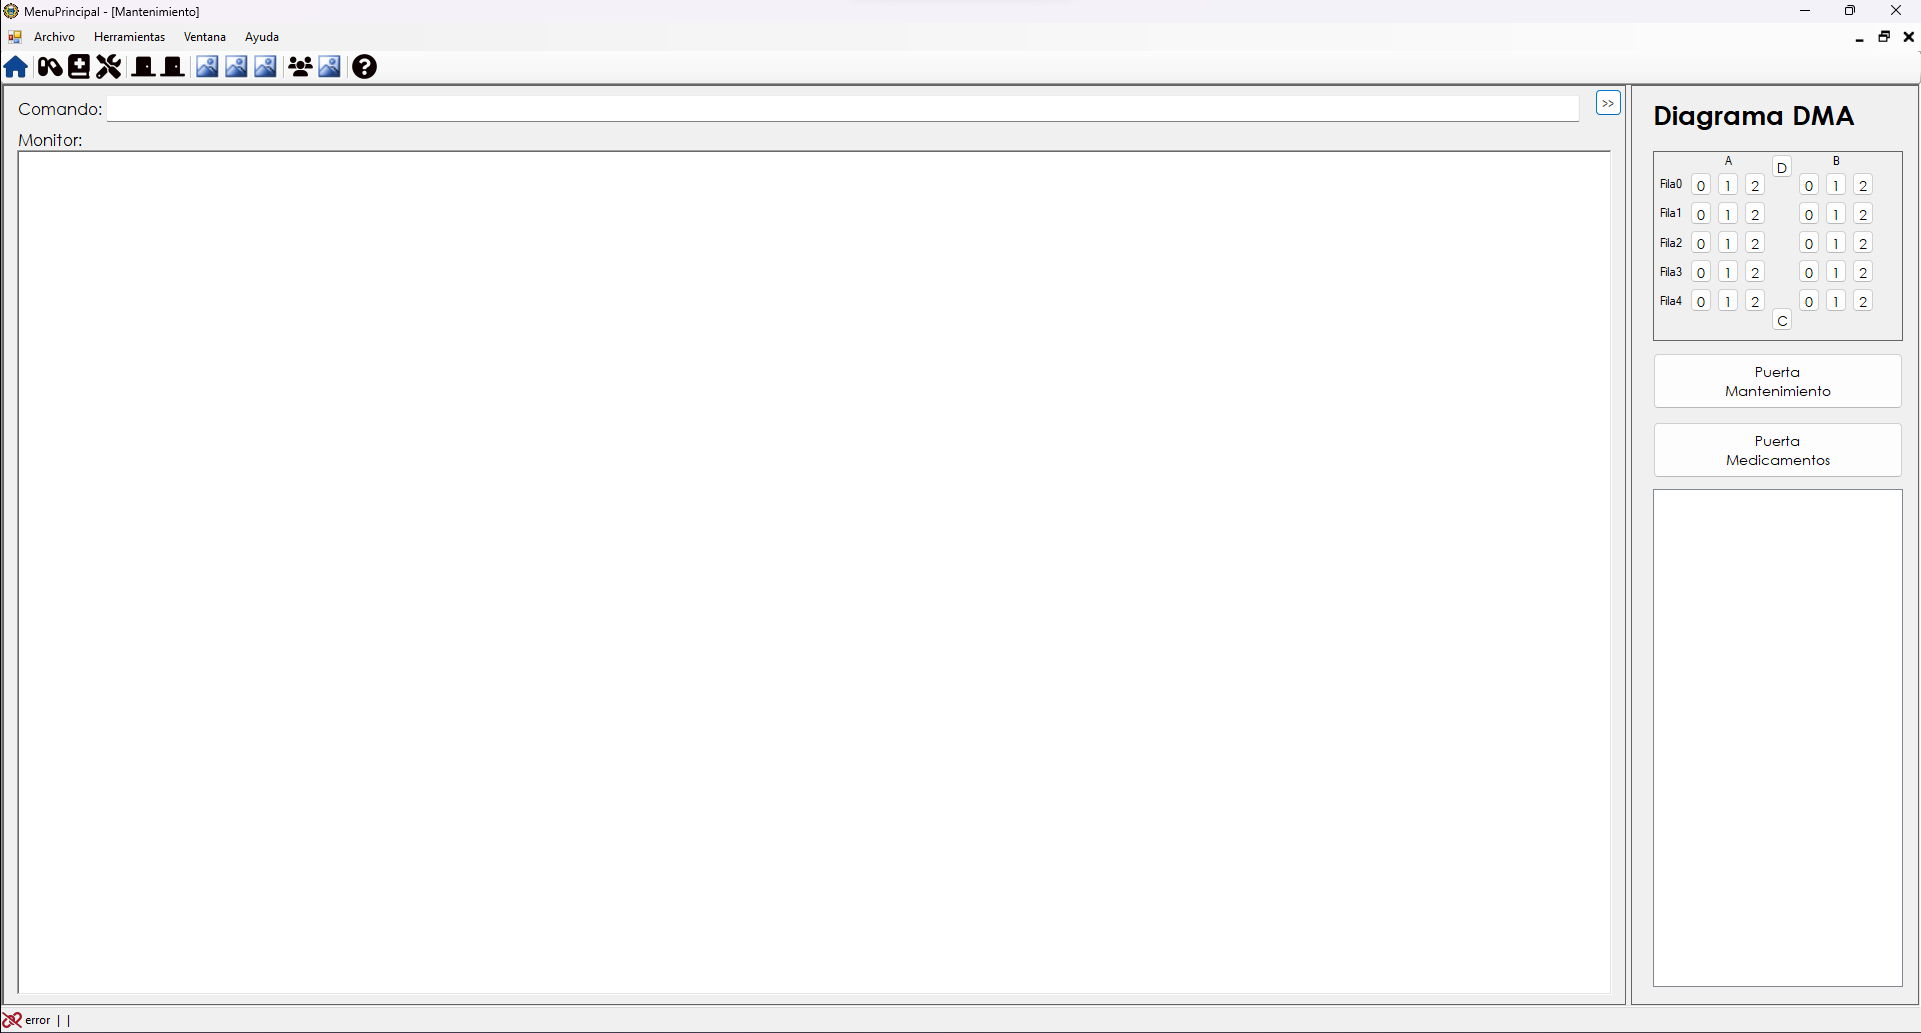 MenuPrincipal - [Mantenimiento]
Archivo Herramientas Ventana Ayuda
Comando: >>
Monitor:
Diagrama DMA
A D B
Fila0 0 1 2 0 1 2
Fila1 0 1 2 0 1 2
Fila2 0 1 2 0 1 2
Fila3 0 1 2 0 1 2
Fila4 0 1 2 0 1 2
C
Puerta
Mantenimiento
Puerta
Medicamentos
error | |